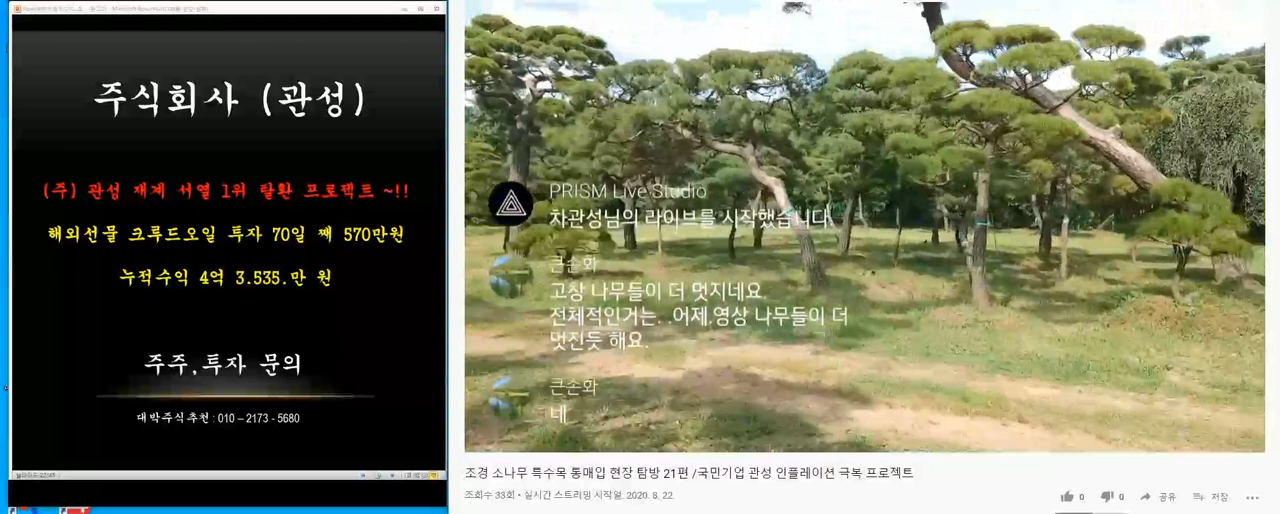 주식회사 (관성)
(주) 관성 재계 서열 1위 탈환 프로젝트 ~!!
해외선물 크루드오일 투자 70일 째 570만원
누적수익 4억 3.535.만 원
주주,투자 문의
대박주식추천 : 010 – 2173 - 5680
PRISM Live Studio
차관성님의 라이브를 시작했습니다.
큰손화
고상 나무들이 더 멋지네요.
전체적인거는. .어제.영상 나무들이 더
멋진듯 해요.
큰손화
네
조경 소나무 특수목 통매입 현장 탐방 21편 /국민기업 관성 인플레이션 극복 프로젝트
조회수 33회 • 실시간 스트리밍 시작일: 2020. 8. 22.
0
0
공유
저장